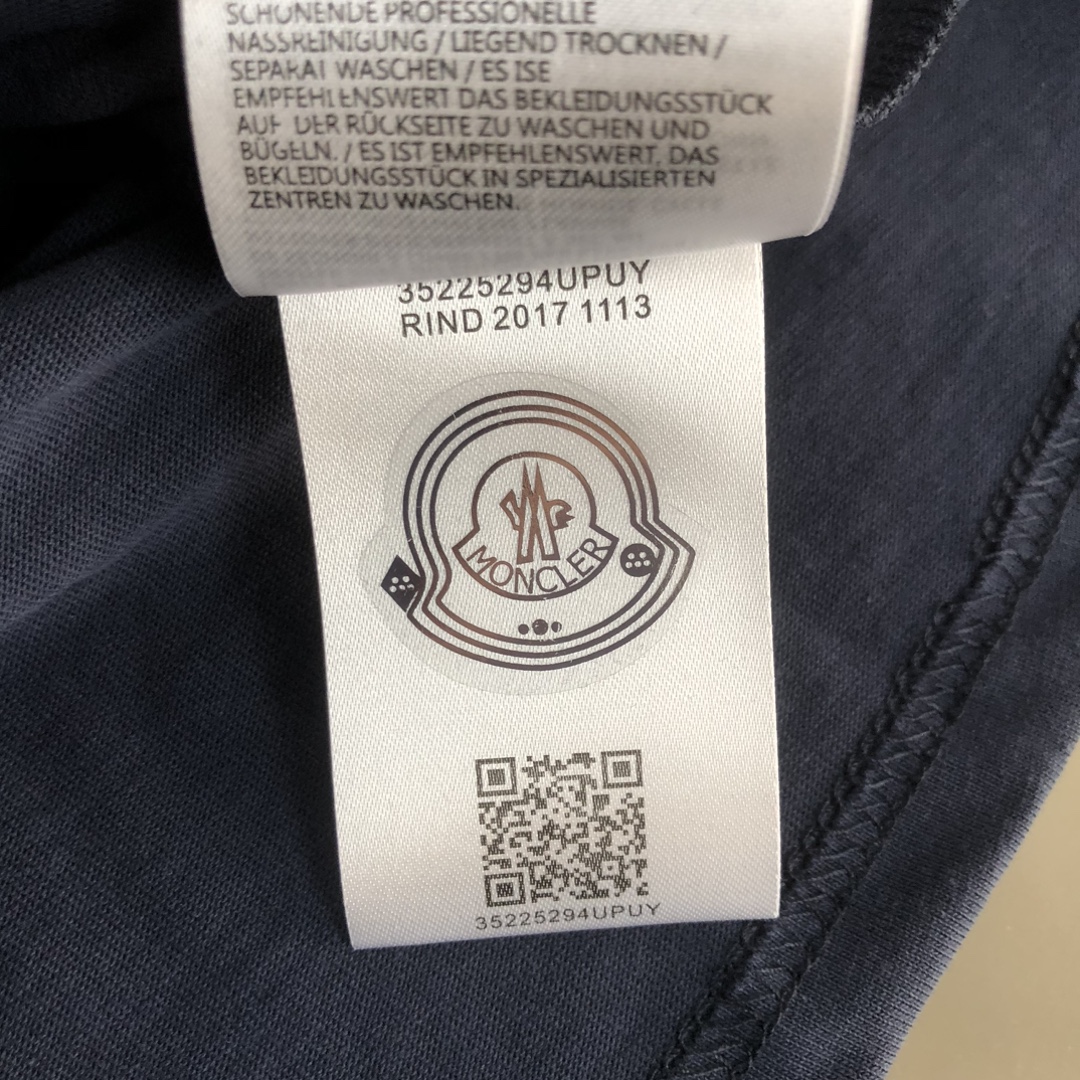 SCHONENDE PROFESSIONELLE
NASSREINIGUNG / LIEGEND TROCKNEN /
SEPARAT WASCHEN / ES ISE
EMPFEHLENSWERT DAS BEKLEIDUNGSSTÜCK
AUF DER RÜCKSEITE ZU WASCHEN UND
BÜGELN. / ES IST EMPFEHLENSWERT, DAS
BEKLEIDUNGSSTÜCK IN SPEZIALISIERTEN
ZENTREN ZU WASCHEN.
35225294UPUY
RIND 2017 1113
MONCLER
35225294UPUY